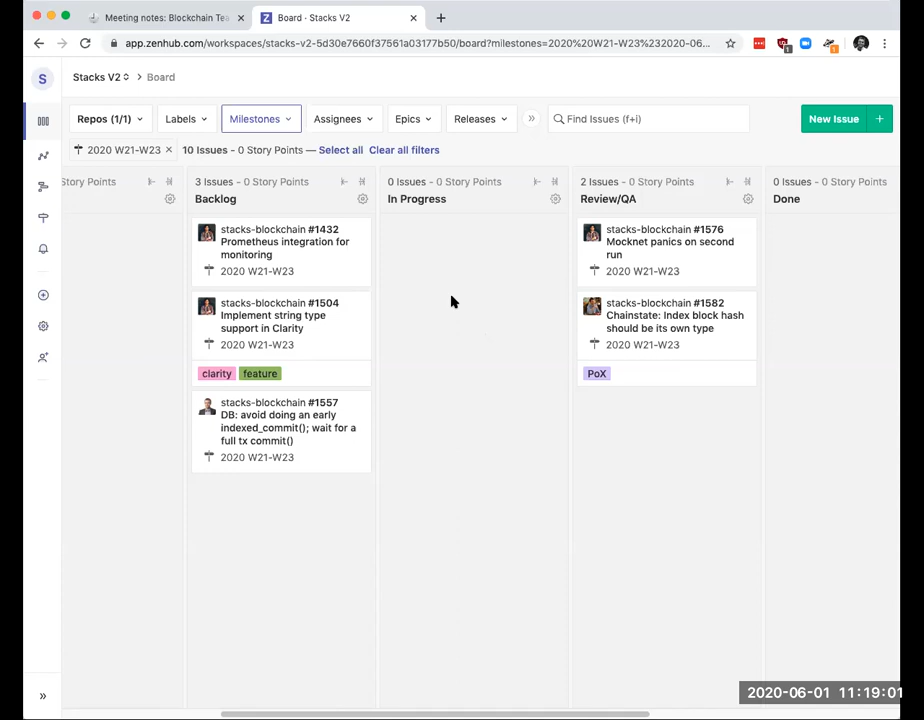 Meeting notes: Blockchain Tea
Board · Stacks V2
app.zenhub.com/workspaces/stacks-v2-5d30e7660f37561a03177b50/board?milestones=2020%20W21-W23%232020-06...
S
Stacks V2 > Board
Repos (1/1) Labels Milestones Assignees Epics Releases » Find Issues (f+i) New Issue +
2020 W21-W23 × 10 Issues - 0 Story Points — Select all Clear all filters
Story Points
3 Issues - 0 Story Points
Backlog
stacks-blockchain #1432
Prometheus integration for
monitoring
2020 W21-W23
stacks-blockchain #1504
Implement string type
support in Clarity
2020 W21-W23
clarity feature
stacks-blockchain #1557
DB: avoid doing an early
indexed_commit(); wait for a
full tx commit()
2020 W21-W23
0 Issues - 0 Story Points
In Progress
2 Issues - 0 Story Points
Review/QA
stacks-blockchain #1576
Mocknet panics on second
run
2020 W21-W23
stacks-blockchain #1582
Chainstate: Index block hash
should be its own type
2020 W21-W23
PoX
0 Issues - 0 Story Points
Done
2020-06-01 11:19:01